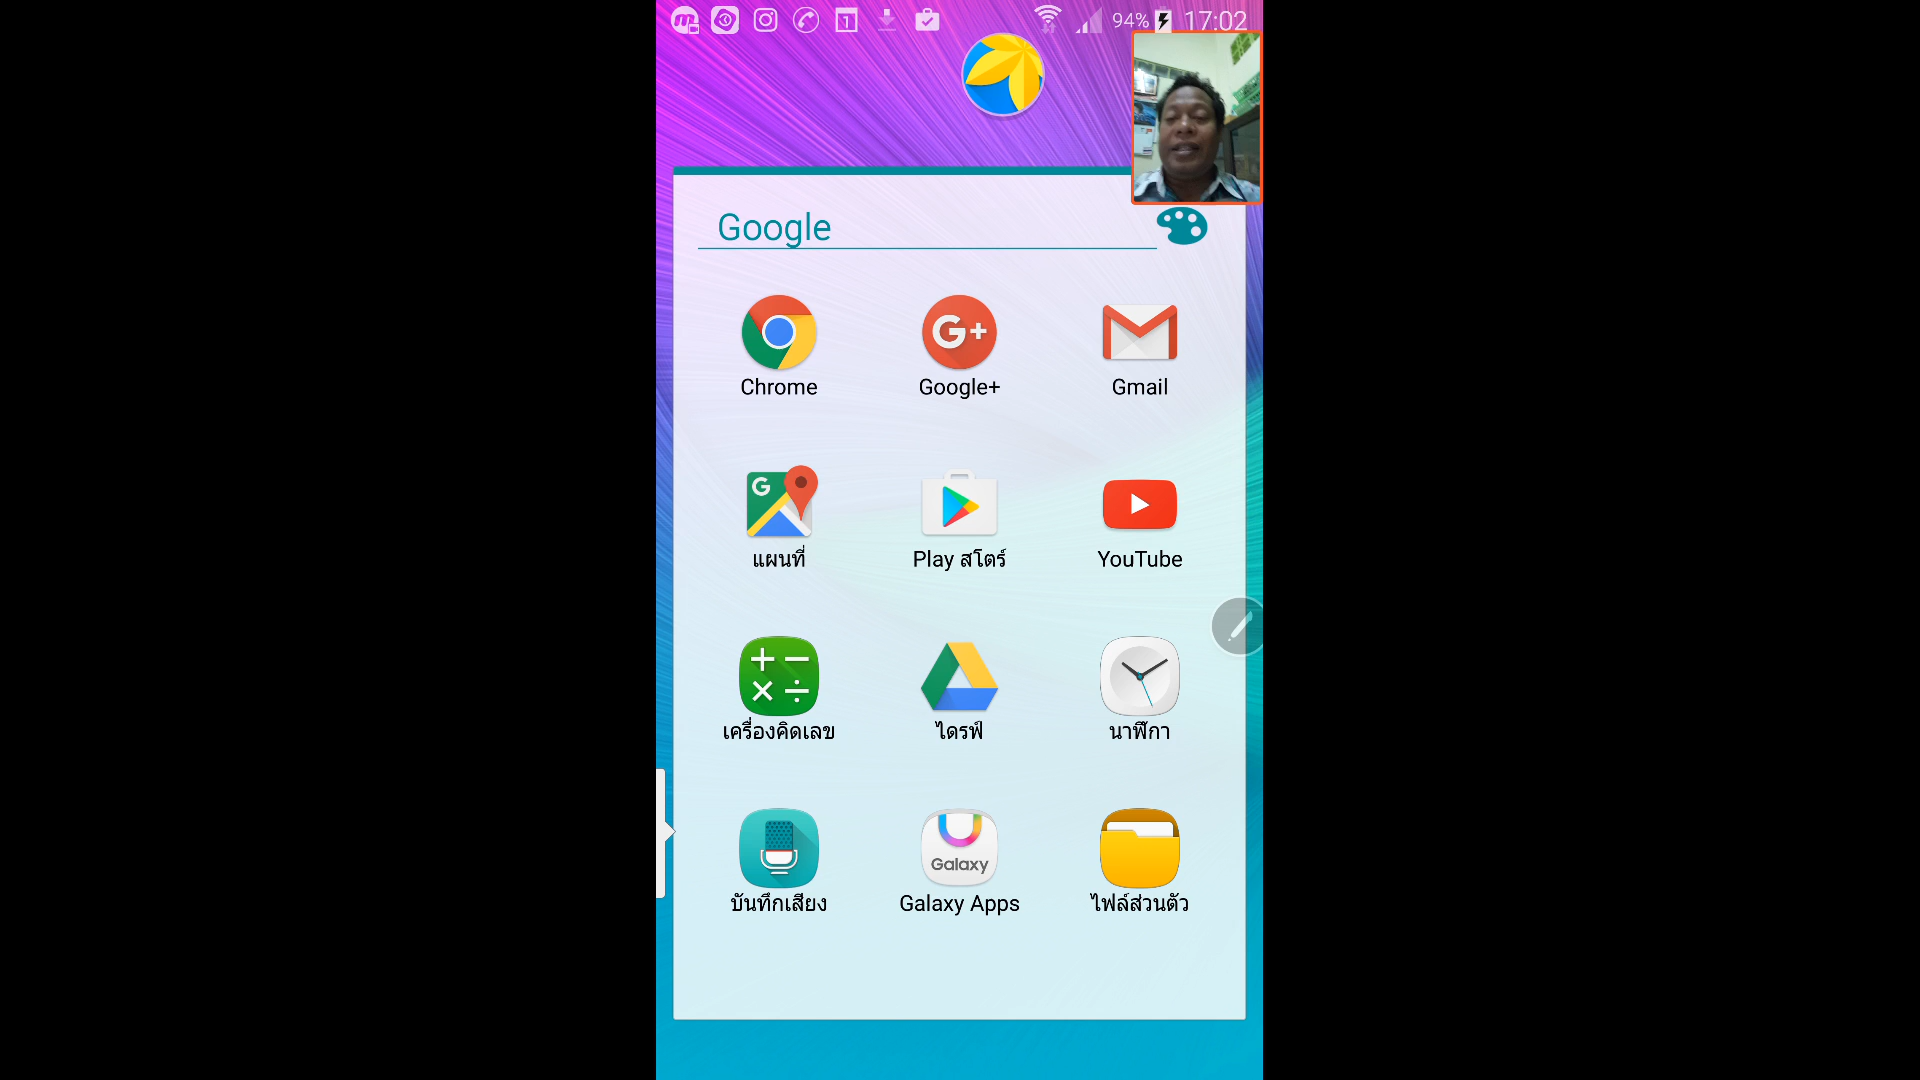 1 94% 17:02
Google
Chrome Google+ Gmail
แผนที่ Play สโตร์ YouTube
เครื่องคิดเลข ไดรฟ์ นาฬิกา
Galaxy
บันทึกเสียง Galaxy Apps ไฟล์ส่วนตัว